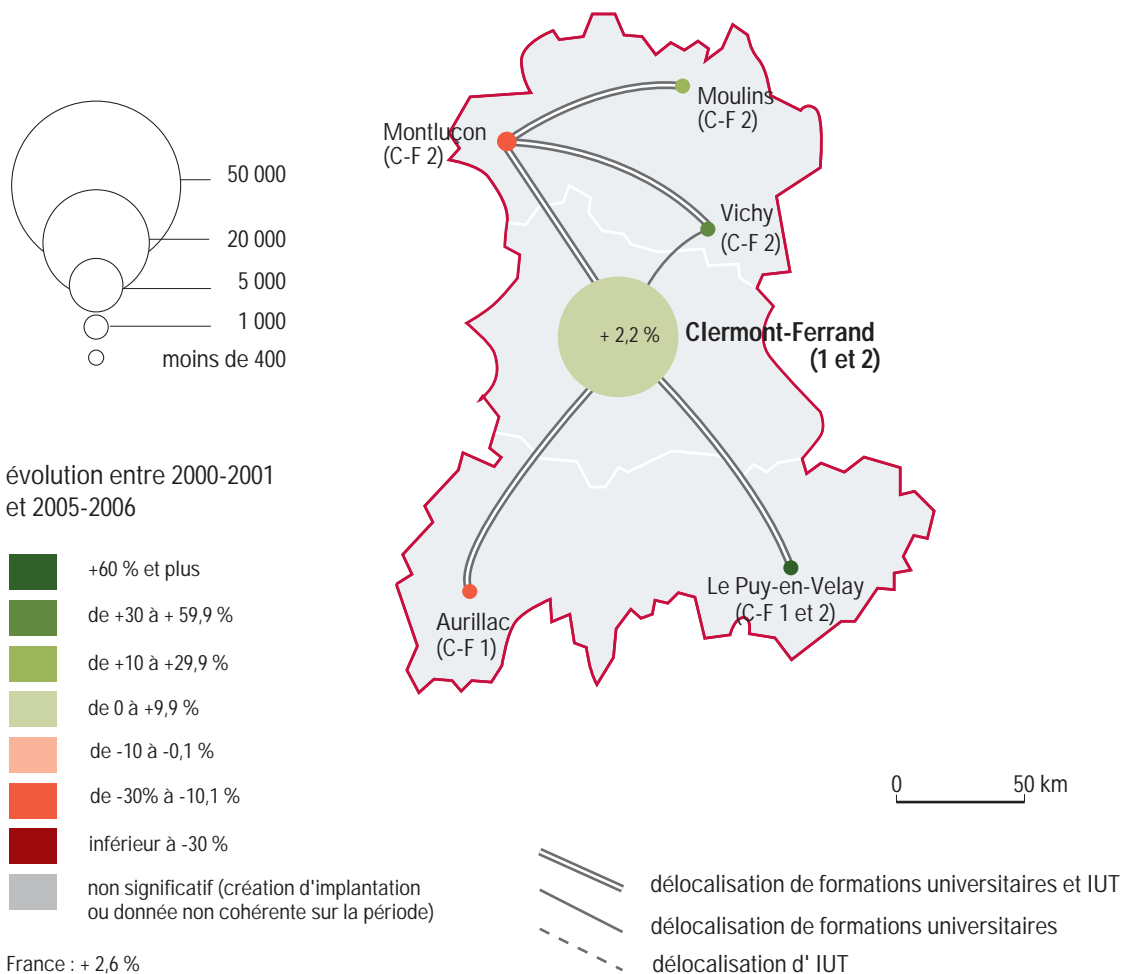 50 000
20 000
5 000
1 000
moins de 400
Moulins
(C-F 2)
Montluçon
(C-F 2)
Vichy
(C-F 2)
+ 2,2 %
Clermont-Ferrand
(1 et 2)
Aurillac
(C-F 1)
Le Puy-en-Velay
(C-F 1 et 2)
évolution entre 2000-2001
et 2005-2006
+60 % et plus
de +30 à + 59,9 %
de +10 à +29,9 %
de 0 à +9,9 %
de -10 à -0,1 %
de -30% à -10,1 %
inférieur à -30 %
non significatif (création d'implantation
ou donnée non cohérente sur la période)
France : + 2,6 %
0 50 km
délocalisation de formations universitaires et IUT
délocalisation de formations universitaires
délocalisation d' IUT